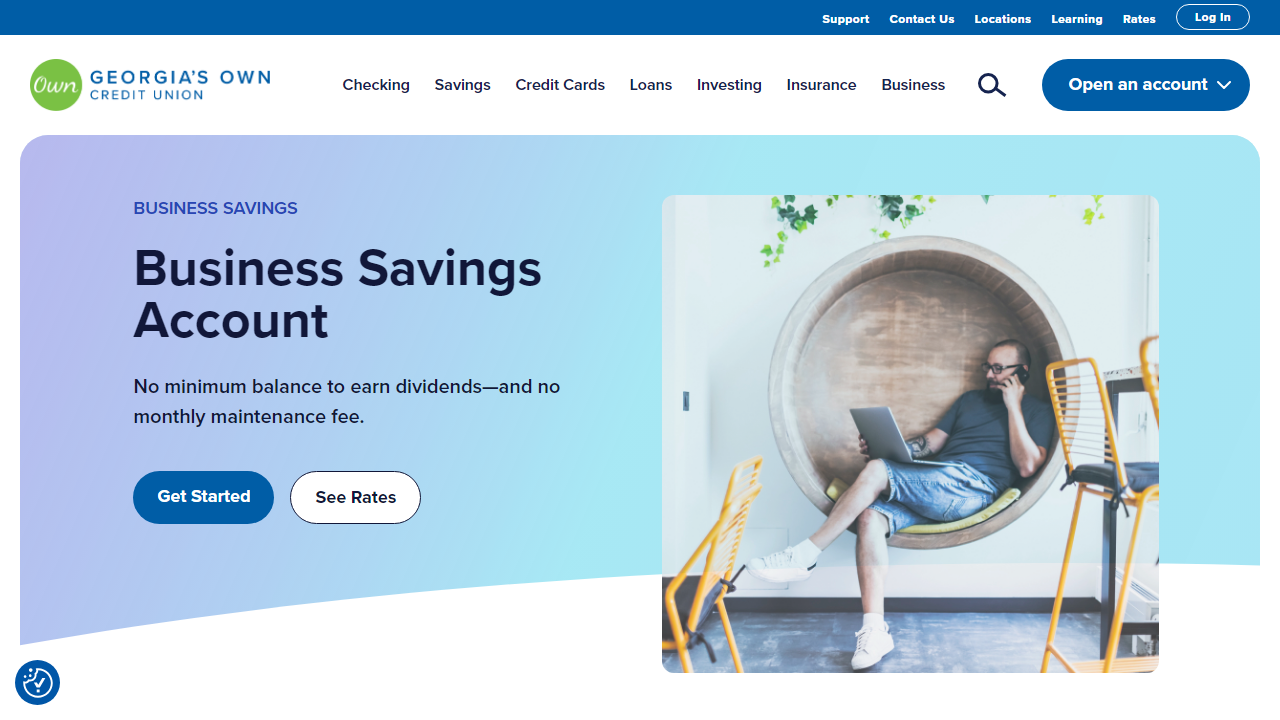 Support Contact Us Locations Learning Rates Log In
Own GEORGIA'S OWN
CREDIT UNION
Checking Savings Credit Cards Loans Investing Insurance Business Open an account
BUSINESS SAVINGS
Business Savings
Account
No minimum balance to earn dividends—and no
monthly maintenance fee.
Get Started See Rates